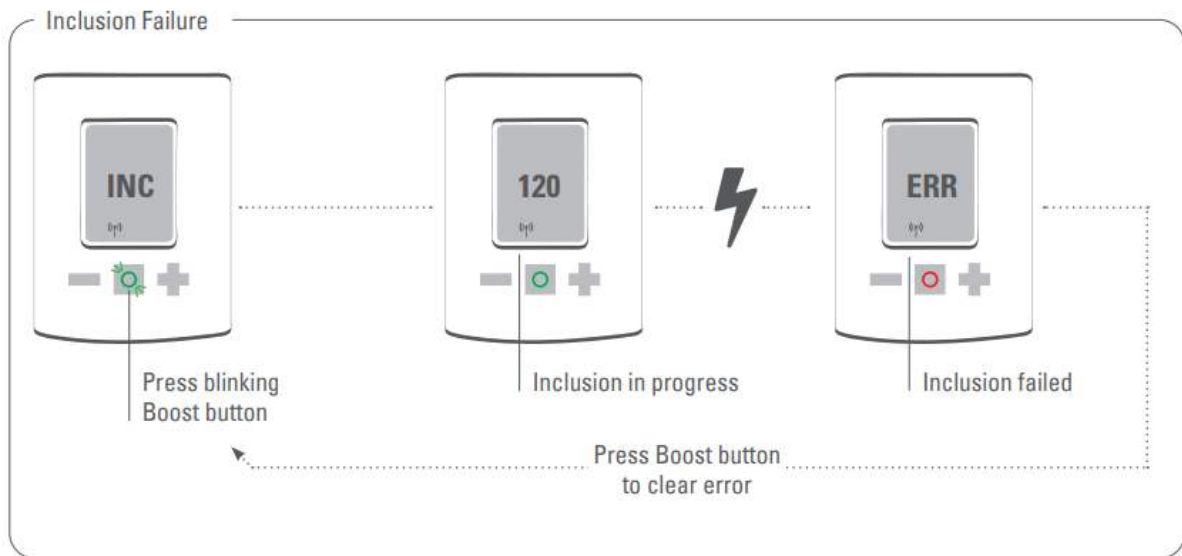 Inclusion Failure
INC
120
ERR
Press blinking
Boost button
Inclusion in progress
Inclusion failed
Press Boost button
to clear error